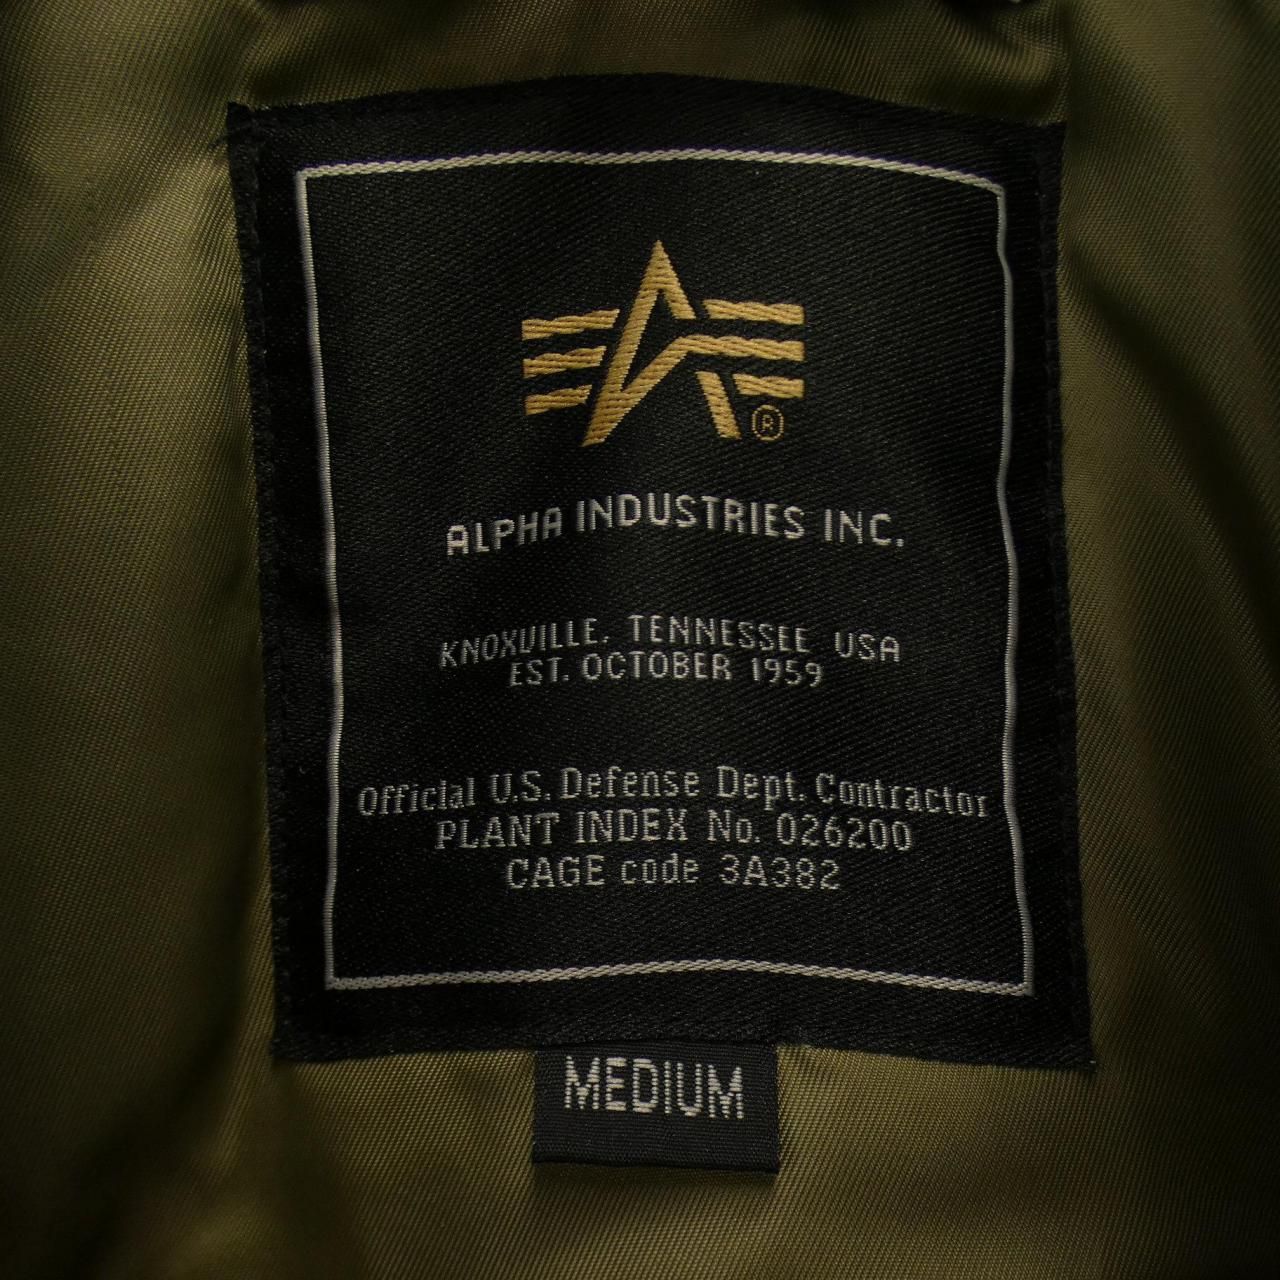 ®
ALPHA INDUSTRIES INC.
KNOXVILLE, TENNESSEE USA
EST. OCTOBER 1959
Official U.S. Defense Dept. Contractor
PLANT INDEX No. 026200
CAGE code 3A382
MEDIUM